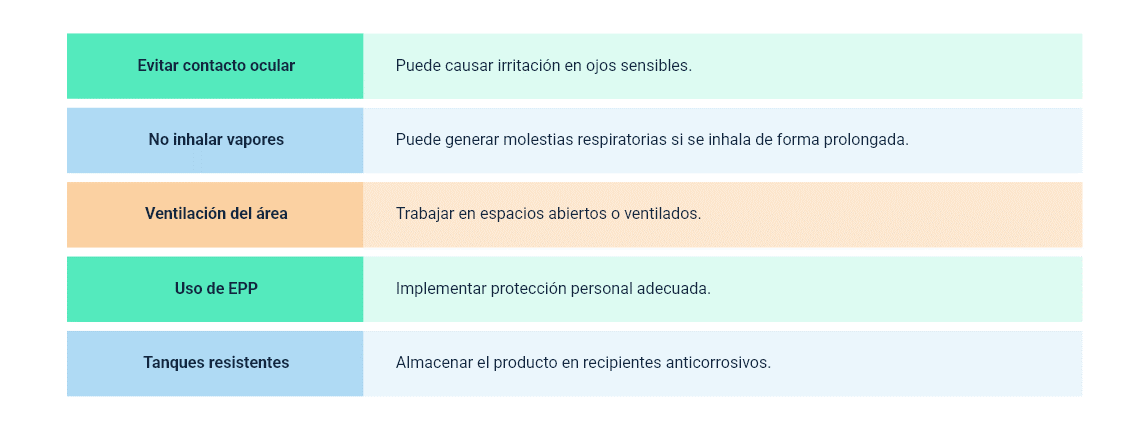 Evitar contacto ocular
Puede causar irritación en ojos sensibles.
No inhalar vapores
Puede generar molestias respiratorias si se inhala de forma prolongada.
Ventilación del área
Trabajar en espacios abiertos o ventilados.
Uso de EPP
Implementar protección personal adecuada.
Tanques resistentes
Almacenar el producto en recipientes anticorrosivos.